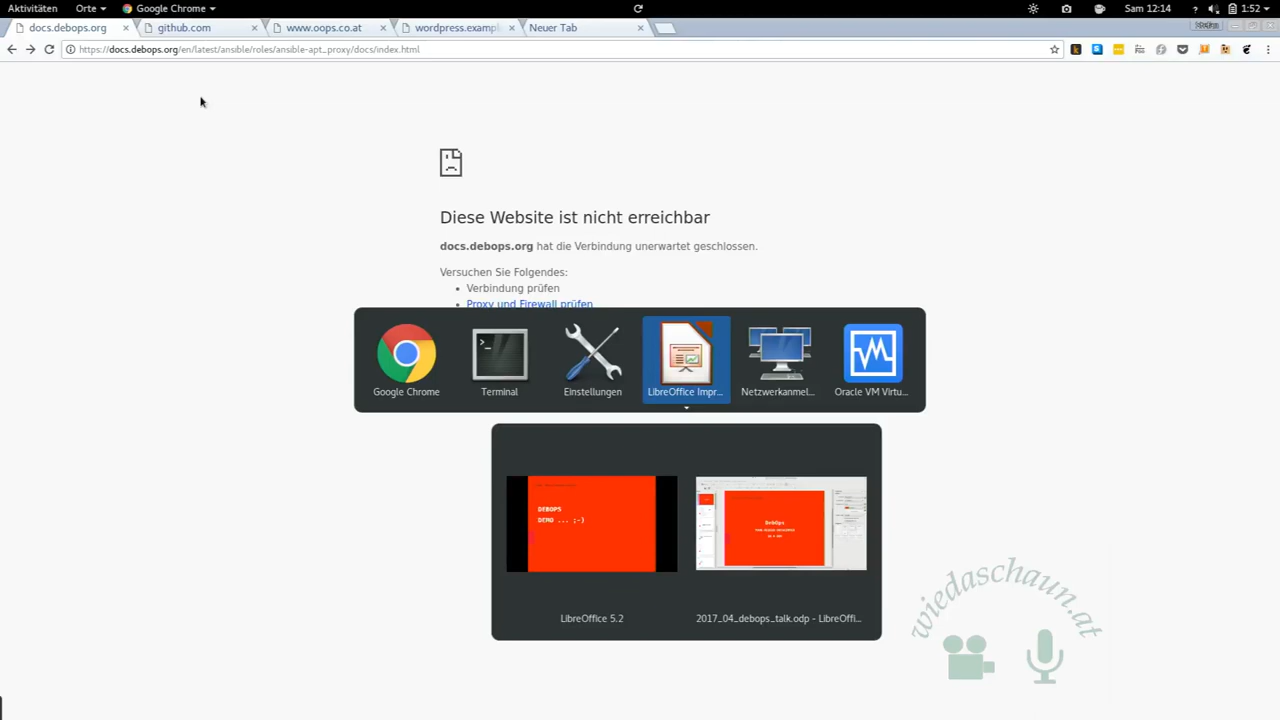 Aktivitäten Orte Google Chrome Sam 12:14 ? 1:52
docs.debops.org github.com www.oops.co.at wordpress.examp Neuer Tab
https://docs.debops.org/en/latest/ansible/roles/ansible-apt_proxy/docs/index.html
Diese Website ist nicht erreichbar
docs.debops.org hat die Verbindung unerwartet geschlossen.
Versuchen Sie Folgendes:
• Verbindung prüfen
• Proxy und Firewall prüfen
Google Chrome Terminal Einstellungen LibreOffice Impr... Netzwerkanmel... Oracle VM Virtu...
DEBOPS
DEMO ... ;-)
DebOps
LibreOffice 5.2 2017_04_debops_talk.odp - LibreOffi...
wiedaschaun.at